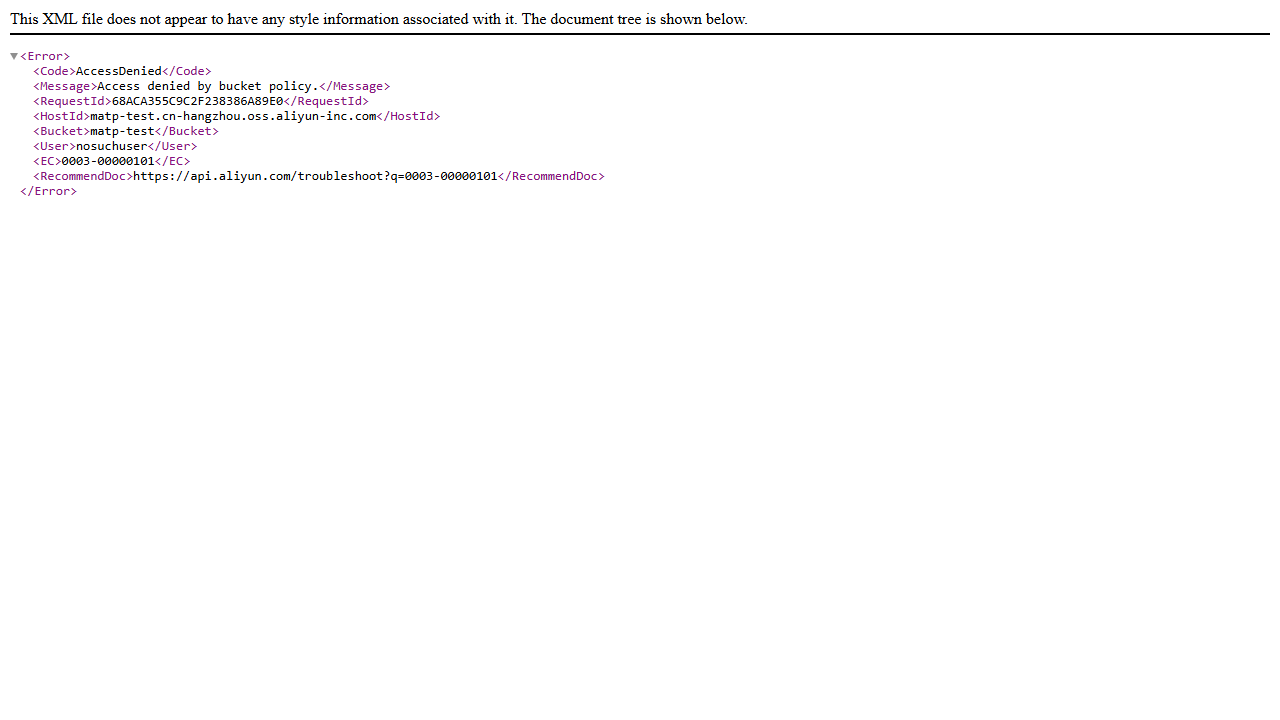 This XML file does not appear to have any style information associated with it. The document tree is shown below.
▼<Error>
<Code>AccessDenied</Code>
<Message>Access denied by bucket policy.</Message>
<RequestId>68ACA355C9C2F238386A89E0</RequestId>
<HostId>matp-test.cn-hangzhou.oss.aliyun-inc.com</HostId>
<Bucket>matp-test</Bucket>
<User>nosuchuser</User>
<EC>0003-00000101</EC>
<RecommendDoc>https://api.aliyun.com/troubleshoot?q=0003-00000101</RecommendDoc>
</Error>